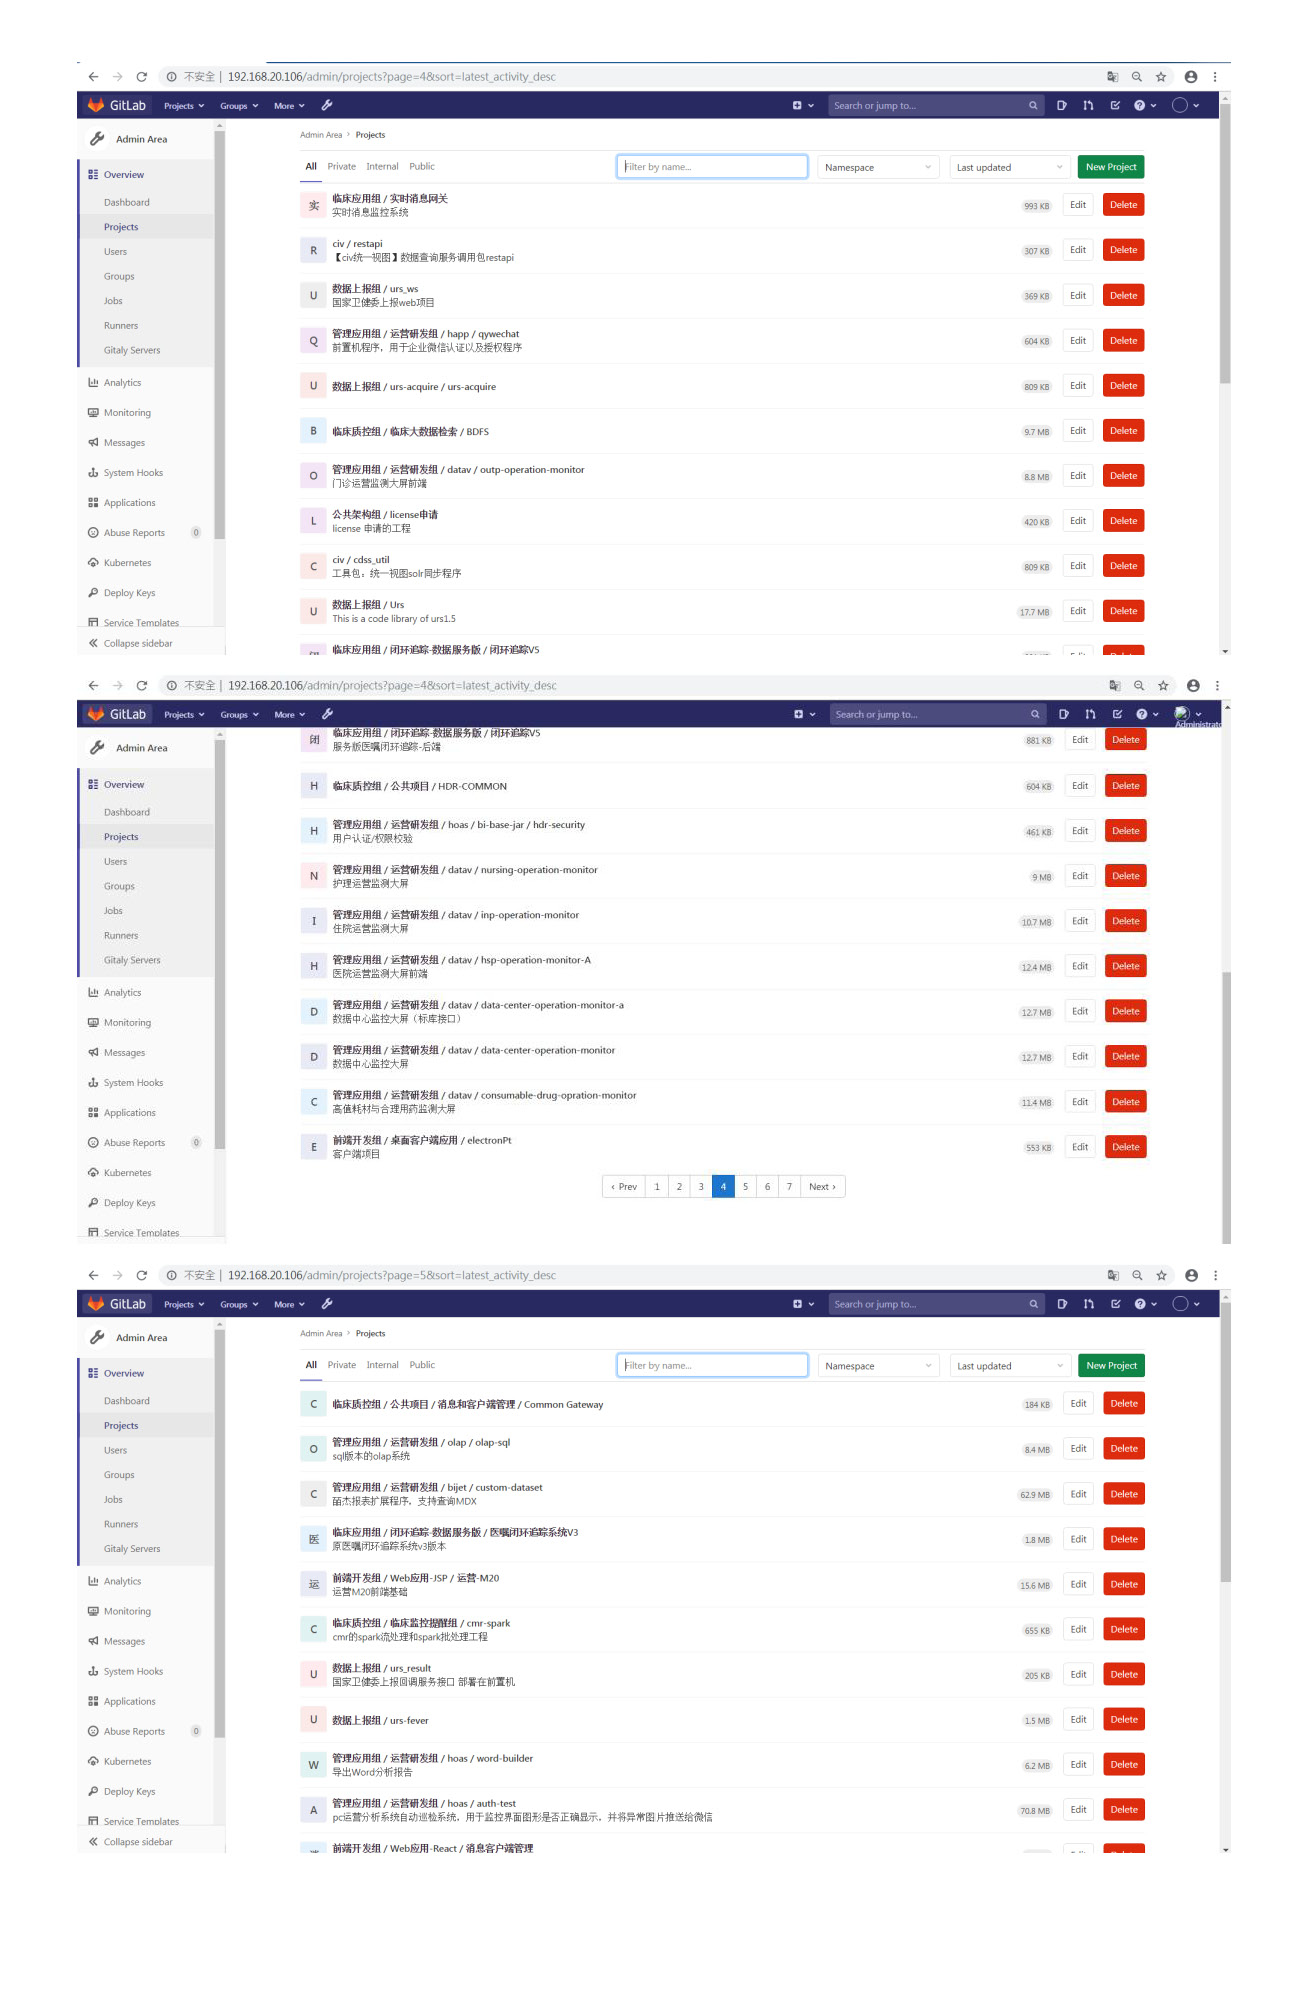 不安全 | 192.168.20.106/admin/projects?page=4&sort=latest_activity_desc
GitLab Projects Groups More Search or jump to...
Admin Area
Overview
Dashboard
Projects
Users
Groups
Jobs
Runners
Gitaly Servers
Analytics
Monitoring
Messages
System Hooks
Applications
Abuse Reports 0
Kubernetes
Deploy Keys
Service Templates
Collapse sidebar
Admin Area > Projects
All Private Internal Public Filter by name... Namespace Last updated New Project
实 临床应用组 / 实时消息网关
实时消息监控系统
993 KB Edit Delete
R civ / restapi
【civ统一视图】数据查询服务调用包restapi
307 KB Edit Delete
U 数据上报组 / urs_ws
国家卫健委上报web项目
369 KB Edit Delete
Q 管理应用组 / 运营研发组 / happ / qywechat
前置机程序，用于企业微信认证以及授权程序
604 KB Edit Delete
U 数据上报组 / urs-acquire / urs-acquire
809 KB Edit Delete
B 临床质控组 / 临床大数据检索 / BDFS
9.7 MB Edit Delete
O 管理应用组 / 运营研发组 / datav / outp-operation-monitor
门诊运营监测大屏前端
8.8 MB Edit Delete
L 公共架构组 / license申请
license 申请的工程
420 KB Edit Delete
C civ / cdss_util
工具包：统一视图solr同步程序
809 KB Edit Delete
U 数据上报组 / Urs
This is a code library of urs1.5
17.7 MB Edit Delete
临床应用组 / 闭环追踪-数据服务版 / 闭环追踪V5
不安全 | 192.168.20.106/admin/projects?page=4&sort=latest_activity_desc
GitLab Projects Groups More Search or jump to... Administrato
Admin Area
Overview
Dashboard
Projects
Users
Groups
Jobs
Runners
Gitaly Servers
Analytics
Monitoring
Messages
System Hooks
Applications
Abuse Reports 0
Kubernetes
Deploy Keys
Service Templates
闭 临床应用组 / 闭环追踪-数据服务版 / 闭环追踪V5
服务版医嘱闭环追踪-后端
881 KB Edit Delete
H 临床质控组 / 公共项目 / HDR-COMMON
604 KB Edit Delete
H 管理应用组 / 运营研发组 / hoas / bi-base-jar / hdr-security
用户认证/权限校验
461 KB Edit Delete
N 管理应用组 / 运营研发组 / datav / nursing-operation-monitor
护理运营监测大屏
9 MB Edit Delete
I 管理应用组 / 运营研发组 / datav / inp-operation-monitor
住院运营监测大屏
10.7 MB Edit Delete
H 管理应用组 / 运营研发组 / datav / hsp-operation-monitor-A
医院运营监测大屏前端
12.4 MB Edit Delete
D 管理应用组 / 运营研发组 / datav / data-center-operation-monitor-a
数据中心监控大屏（标库接口）
12.7 MB Edit Delete
D 管理应用组 / 运营研发组 / datav / data-center-operation-monitor
数据中心监控大屏
12.7 MB Edit Delete
C 管理应用组 / 运营研发组 / datav / consumable-drug-opration-monitor
高值耗材与合理用药监测大屏
11.4 MB Edit Delete
E 前端开发组 / 桌面客户端应用 / electronPt
客户端项目
553 KB Edit Delete
‹ Prev 1 2 3 4 5 6 7 Next ›
不安全 | 192.168.20.106/admin/projects?page=5&sort=latest_activity_desc
GitLab Projects Groups More Search or jump to...
Admin Area
Overview
Dashboard
Projects
Users
Groups
Jobs
Runners
Gitaly Servers
Analytics
Monitoring
Messages
System Hooks
Applications
Abuse Reports 0
Kubernetes
Deploy Keys
Service Templates
Collapse sidebar
Admin Area > Projects
All Private Internal Public Filter by name... Namespace Last updated New Project
C 临床质控组 / 公共项目 / 消息和客户端管理 / Common Gateway
184 KB Edit Delete
O 管理应用组 / 运营研发组 / olap / olap-sql
sql版本的olap系统
8.4 MB Edit Delete
C 管理应用组 / 运营研发组 / bijet / custom-dataset
苗杰报表扩展程序，支持查询MDX
62.9 MB Edit Delete
医 临床应用组 / 闭环追踪-数据服务版 / 医嘱闭环追踪系统V3
原医嘱闭环追踪系统v3版本
1.8 MB Edit Delete
运 前端开发组 / Web应用-JSP / 运营-M20
运营M20前端基础
15.6 MB Edit Delete
C 临床质控组 / 临床监控提醒组 / cmr-spark
cmr的spark流处理和spark批处理工程
655 KB Edit Delete
U 数据上报组 / urs_result
国家卫健委上报回调服务接口 部署在前置机
205 KB Edit Delete
U 数据上报组 / urs-fever
1.5 MB Edit Delete
W 管理应用组 / 运营研发组 / hoas / word-builder
导出Word分析报告
6.2 MB Edit Delete
A 管理应用组 / 运营研发组 / hoas / auth-test
pc运营分析系统自动巡检系统，用于监控界面图形是否正确显示，并将异常图片推送给微信
70.8 MB Edit Delete
前端开发组 / Web应用-React / 消息客户端管理